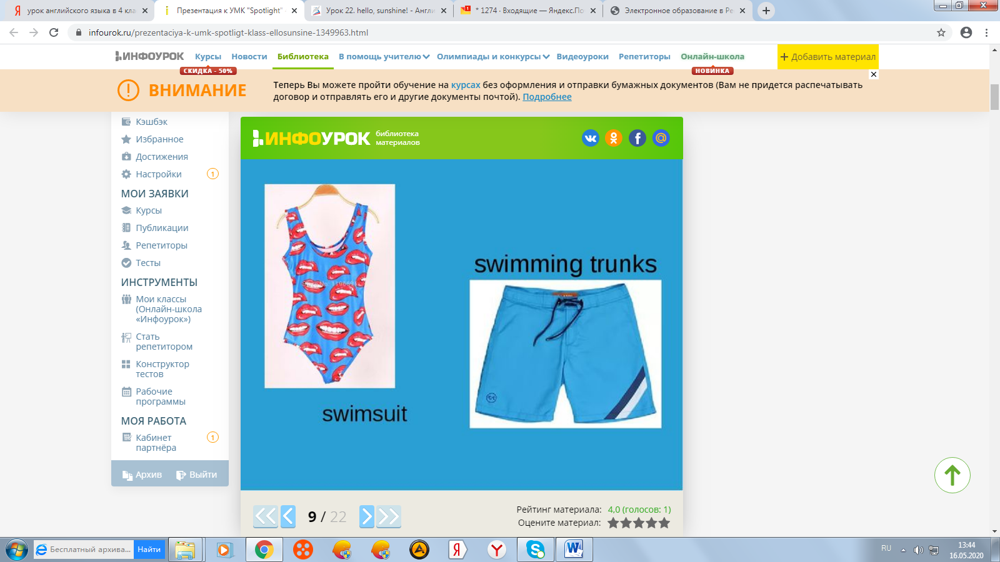 урок английского языка в 4 кла
Презентация к УМК "Spotlight"
Урок 22. hello, sunshine! - Англи
* 1274 · Входящие — Яндекс.По
Электронное образование в Ре
infourok.ru/prezentaciya-k-umk-spotligt-klass-ellosunsine-1349963.html
ИНФОУРОК
Курсы
Новости
Библиотека
В помощь учителю
Олимпиады и конкурсы
Видеоуроки
Репетиторы
Онлайн-школа
Добавить материал
СКИДКА - 50%
НОВИНКА
ВНИМАНИЕ
Теперь Вы можете пройти обучение на курсах без оформления и отправки бумажных документов (Вам не придется распечатывать
договор и отправлять его и другие документы почтой). Подробнее
Кэшбэк
Избранное
Достижения
Настройки 1
МОИ ЗАЯВКИ
Курсы
Публикации
Репетиторы
Тесты
ИНСТРУМЕНТЫ
Мои классы
(Онлайн-школа
«Инфоурок»)
Стать
репетитором
Конструктор
тестов
Рабочие
программы
МОЯ РАБОТА
Кабинет 1
партнёра
Архив Выйти
ИНФОУРОК
библиотека
материалов
swimming trunks
swimsuit
9 / 22
Рейтинг материала: 4,0 (голосов: 1)
Оцените материал:
Бесплатный архива...
Найти
RU
13:44
16.05.2020